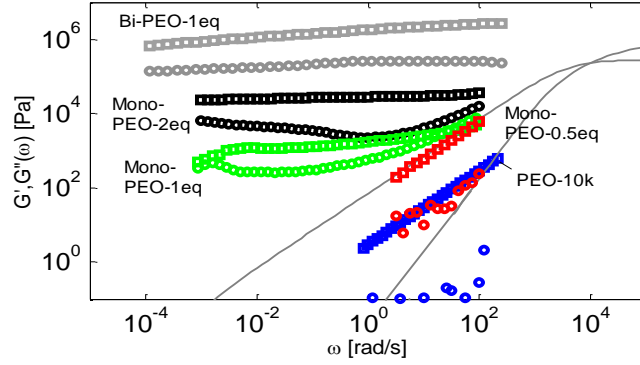 Bi-PEO-1eq
Mono-
PEO-2eq
Mono-
PEO-1eq
Mono-
PEO-0.5eq
PEO-10k
G',G''(ω) [Pa]
10^6
10^4
10^2
10^0
10^-4
10^-2
10^0
10^2
10^4
ω [rad/s]